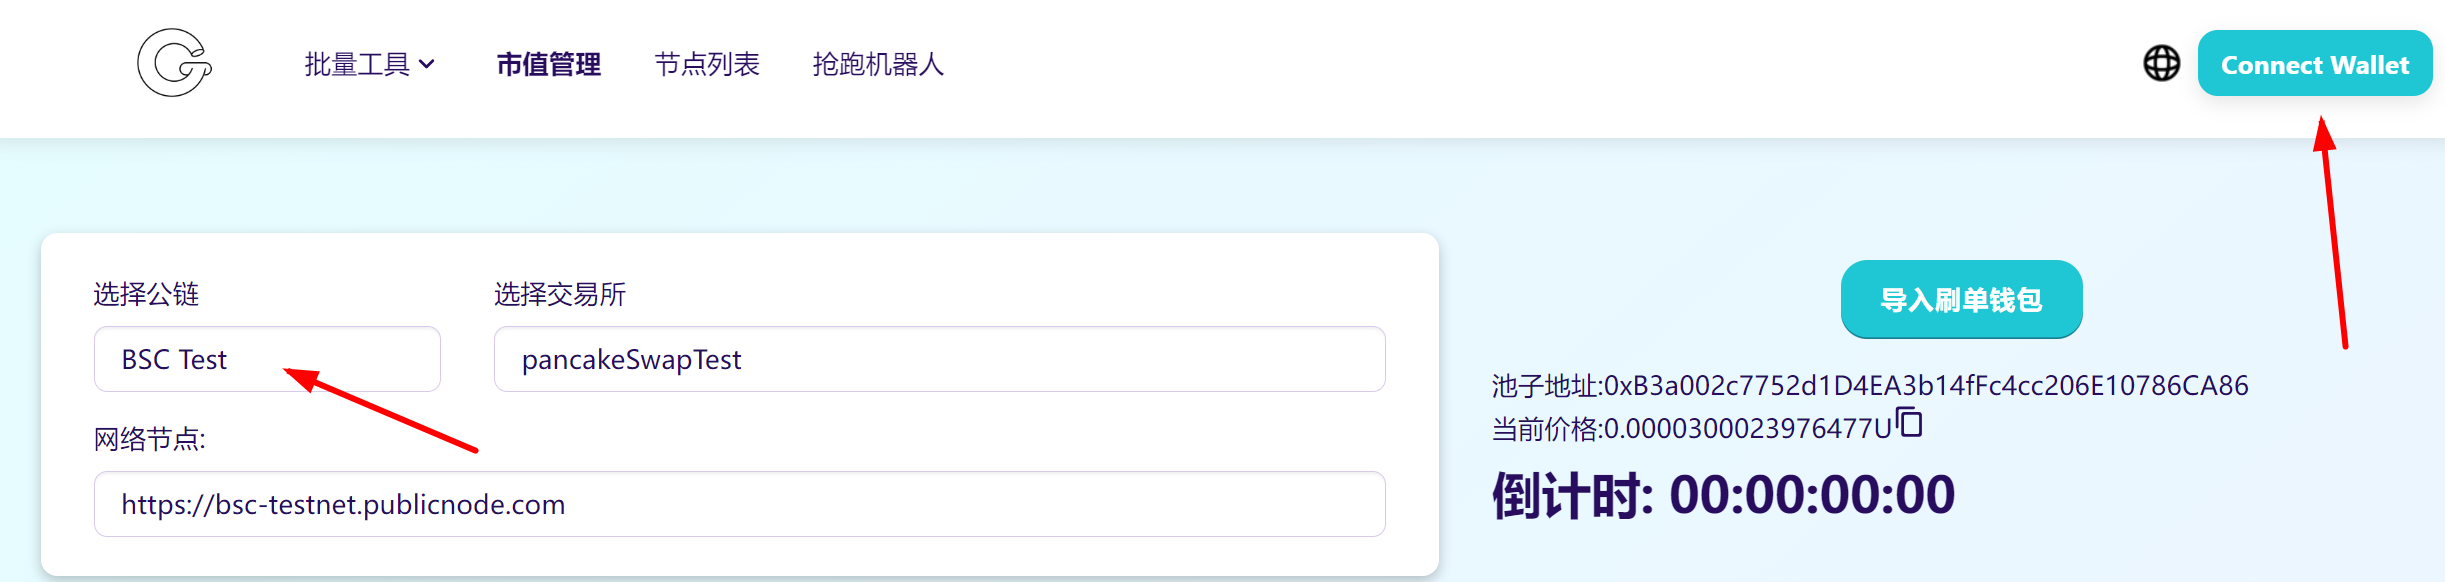 批量工具 市值管理 节点列表 抢跑机器人 Connect Wallet
选择公链 选择交易所
BSC Test pancakeSwapTest
网络节点:
https://bsc-testnet.publicnode.com
导入刷单钱包
池子地址:0xB3a002c7752d1D4EA3b14fFc4cc206E10786CA86
当前价格:0.0000300023976477U
倒计时: 00:00:00:00